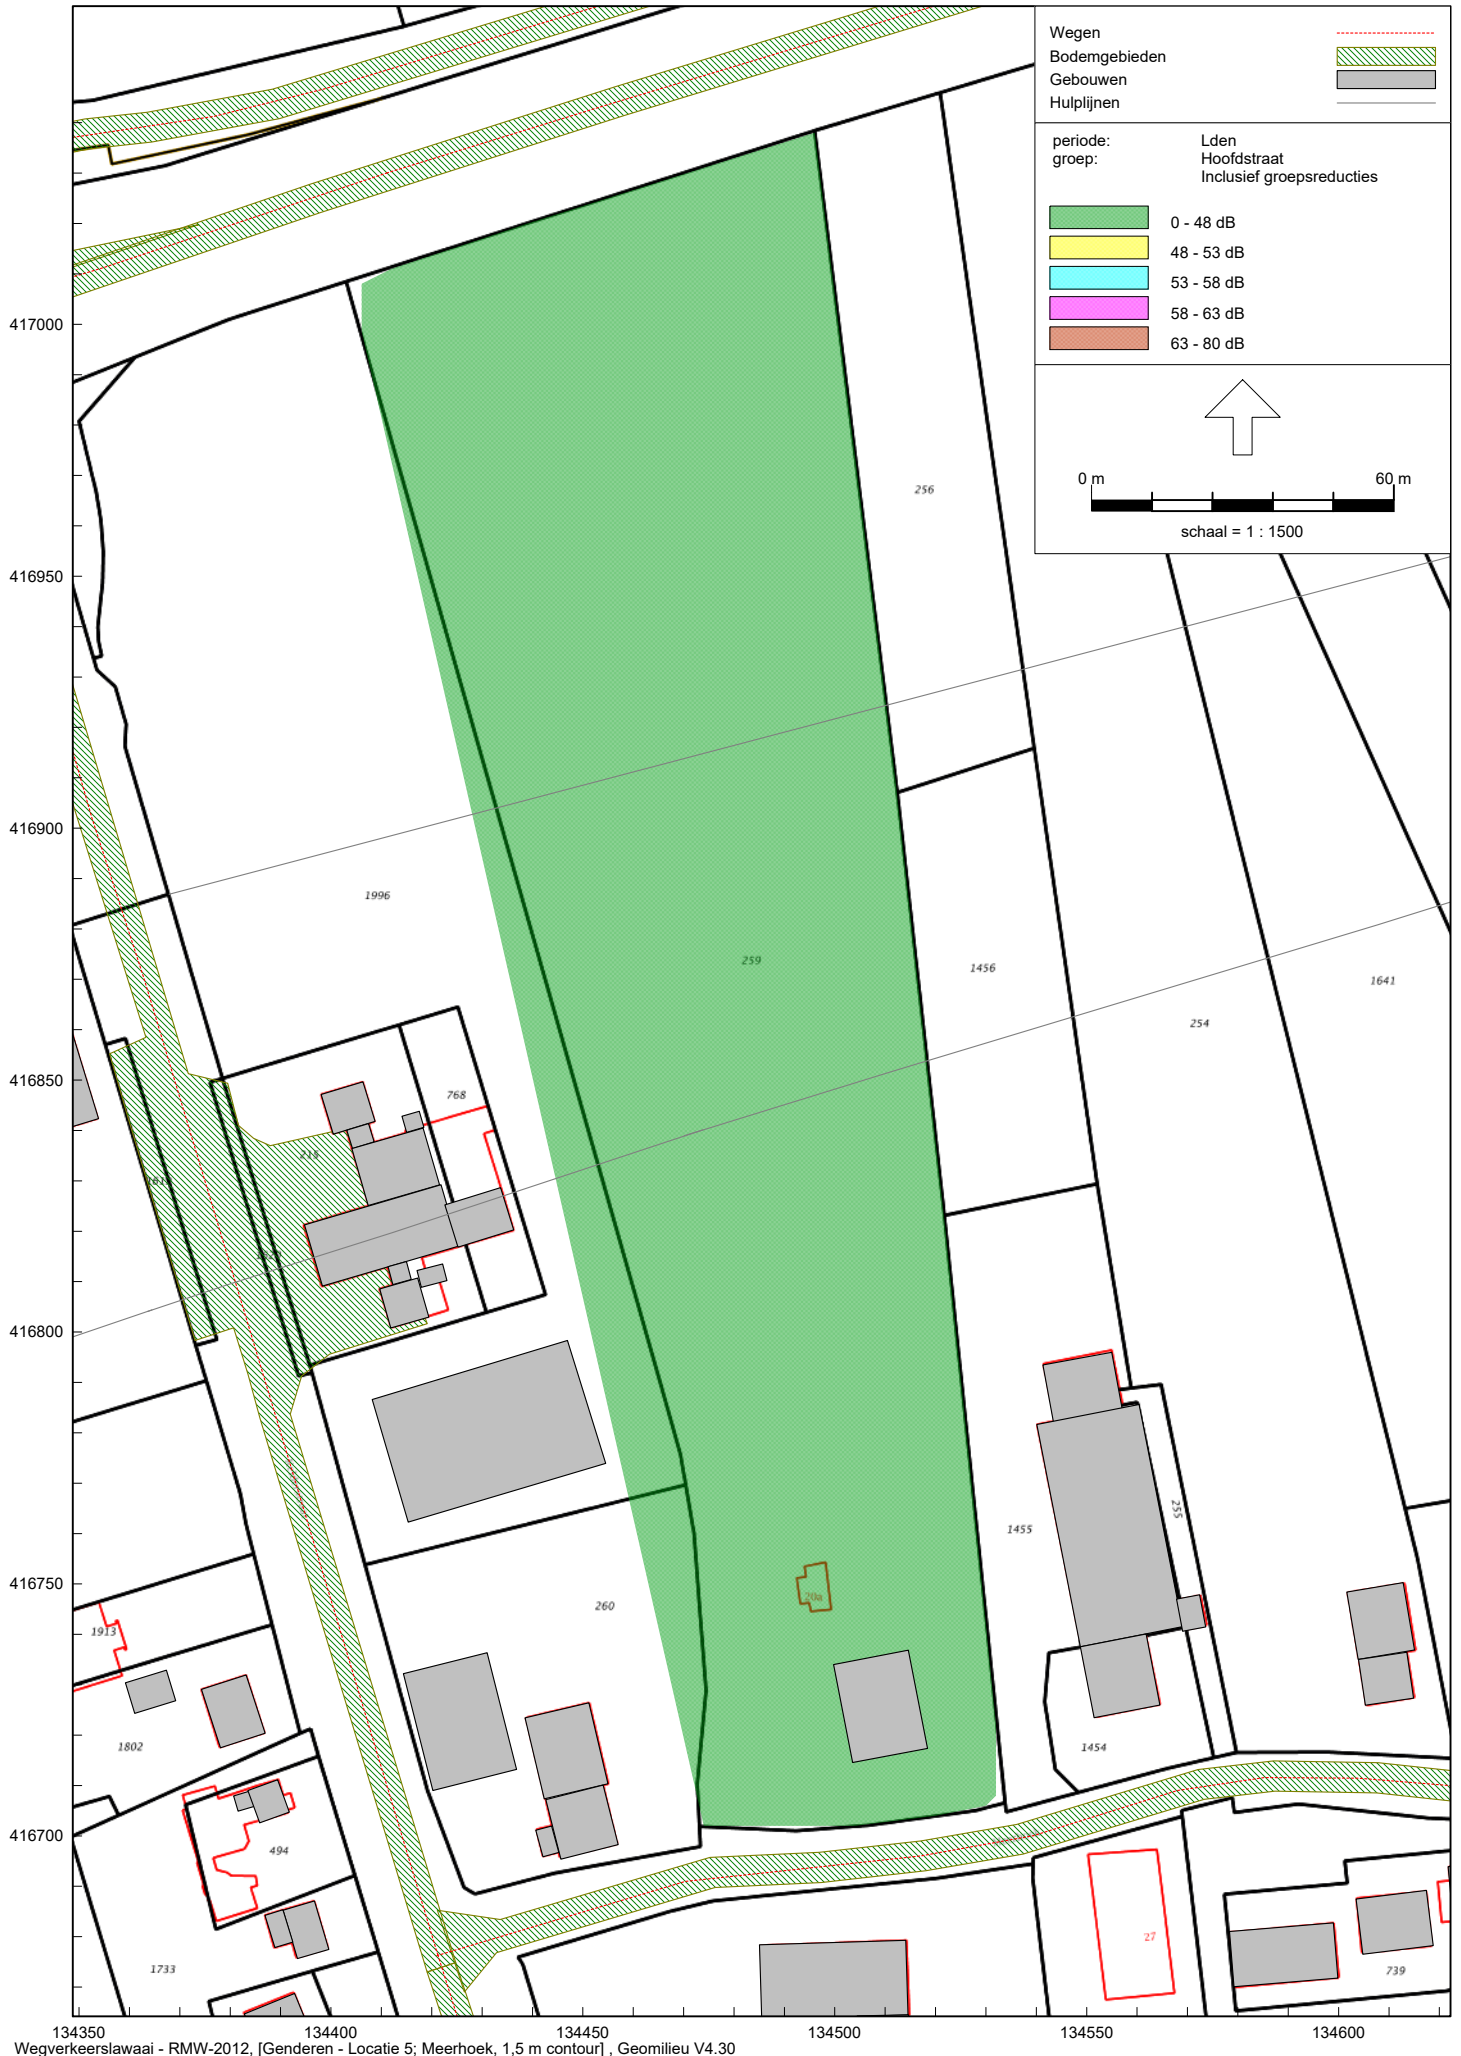 Wegen
Bodemgebieden
Gebouwen
Hulplijnen
periode: Lden
groep: Hoofdstraat
Inclusief groepsreducties
0 - 48 dB
48 - 53 dB
53 - 58 dB
58 - 63 dB
63 - 80 dB
0 m 60 m
schaal = 1 : 1500
417000
416950
416900
416850
416800
416750
416700
256
1996
259
1456
1641
254
768
215
1455
255
20a
260
1913
1802
1454
494
27
1733
739
134350 134400 134450 134500 134550 134600
Wegverkeerslawaai - RMW-2012, [Genderen - Locatie 5; Meerhoek, 1,5 m contour] , Geomilieu V4.30